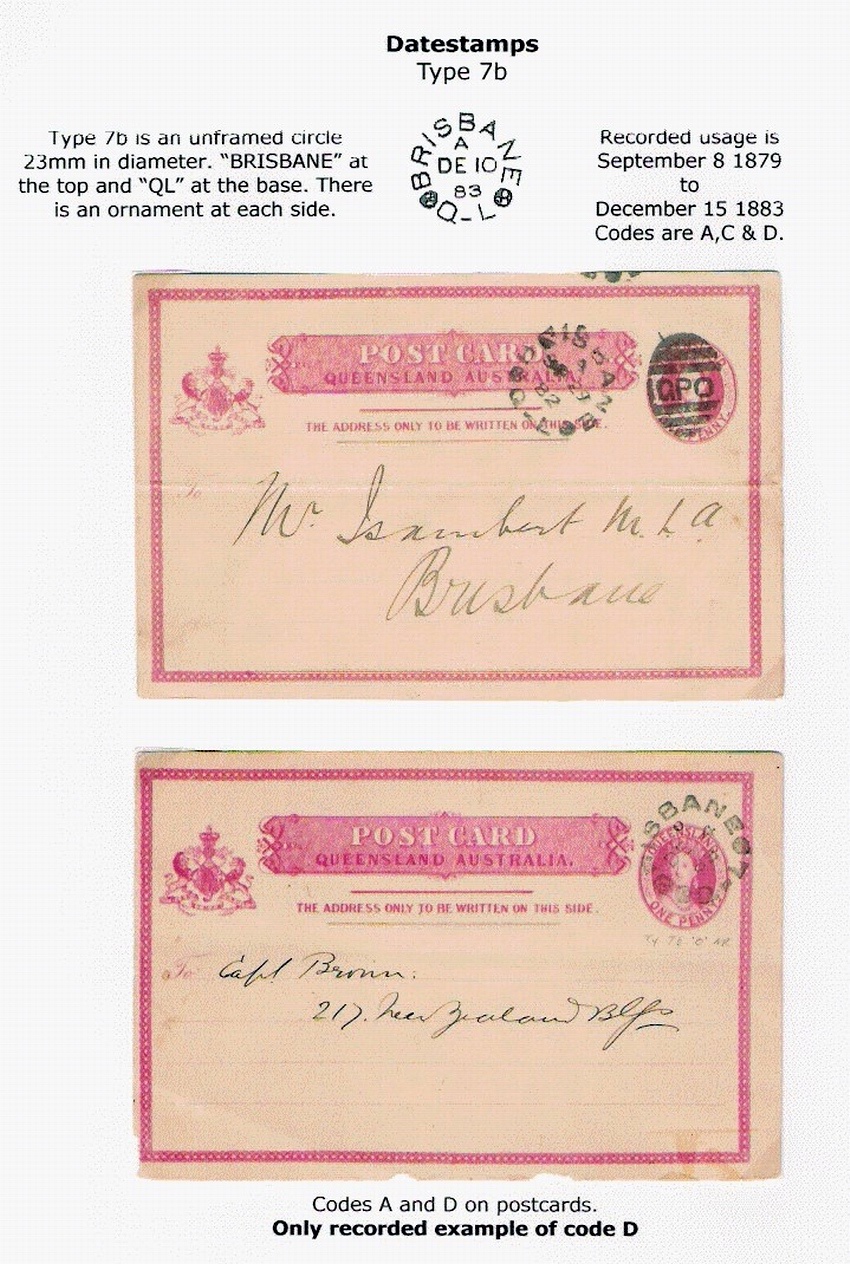 Datestamps
Type 7b
Type 7b is an unframed circle
23mm in diameter. “BRISBANE” at
the top and “QL” at the base. There
is an ornament at each side.
BRISBANE
A
DE 10
83
Q-L
Recorded usage is
September 8 1879
to
December 15 1883
Codes are A,C & D.
POST CARD
QUEENSLAND AUSTRALIA.
THE ADDRESS ONLY TO BE WRITTEN ON THIS SIDE.
GPO
PENNY
82
To
Mr Isambert M.L.A
Brisbane
POST CARD
QUEENSLAND AUSTRALIA.
THE ADDRESS ONLY TO BE WRITTEN ON THIS SIDE.
SBANE
QUEENSLAND
ONE PENNY
To Capt Brown.
217. New Zealand Blgs
Codes A and D on postcards.
Only recorded example of code D